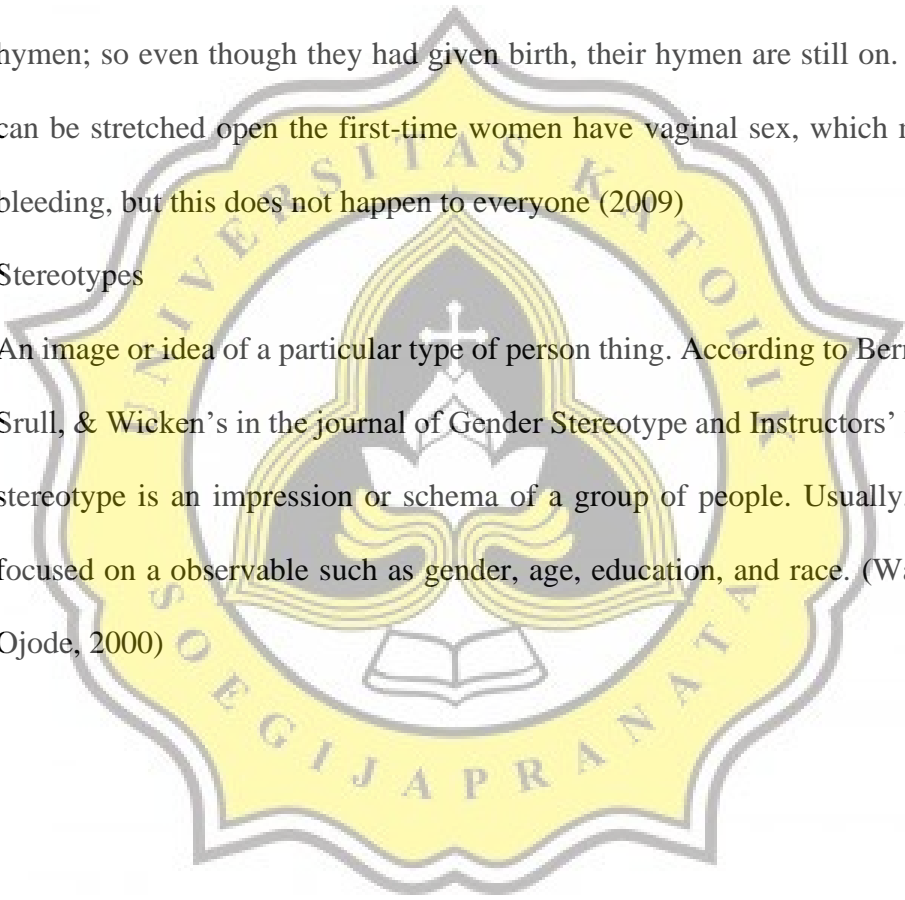 hymen; so even though they had given birth, their hymen are still on.
can be stretched open the first-time women have vaginal sex, which
bleeding, but this does not happen to everyone (2009)
Stereotypes
An image or idea of a particular type of person thing. According to
Srull, & Wicken’s in the journal of Gender Stereotype and Instructors’
stereotype is an impression or schema of a group of people. Usually,
focused on a observable such as gender, age, education, and race.
Ojode, 2000)
UNIVERSITAS KATOLIK
SOEGIJAPRANATA